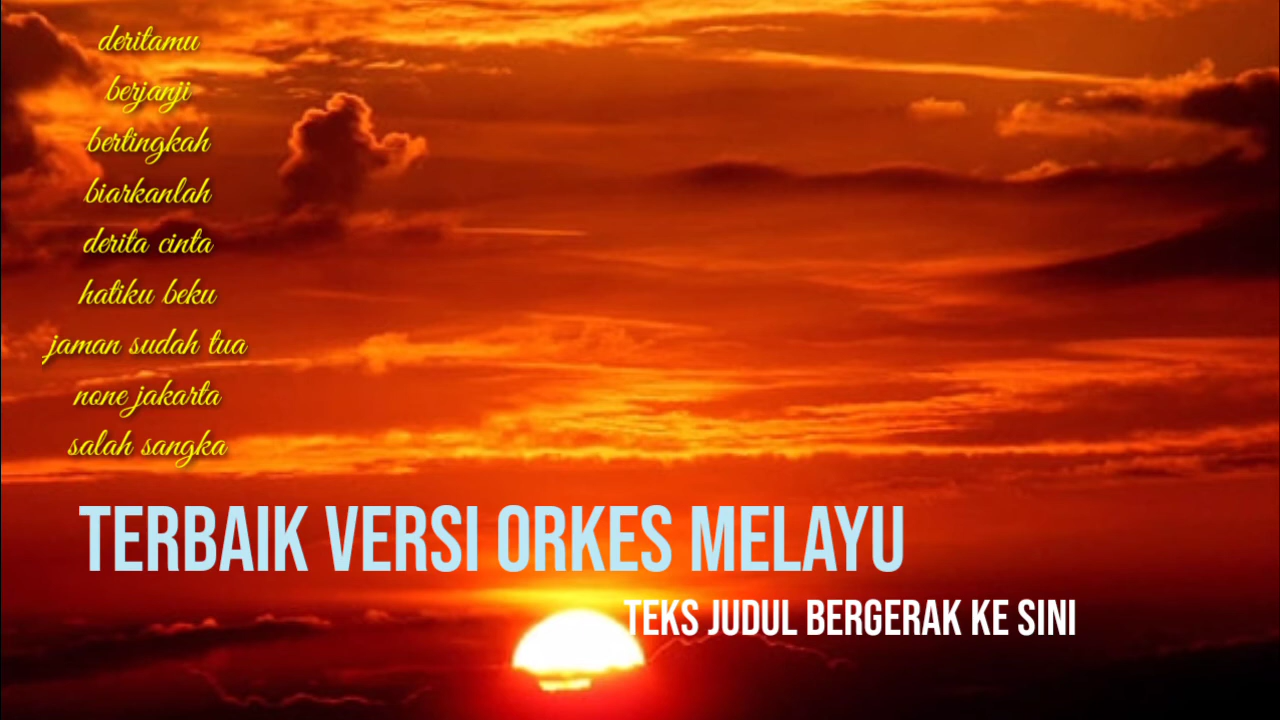 deritamu
berjanji
bertingkah
biarkanlah
derita cinta
hatiku beku
jaman sudah tua
none jakarta
salah sangka
TERBAIK VERSI ORKES MELAYU
TEKS JUDUL BERGERAK KE SINI